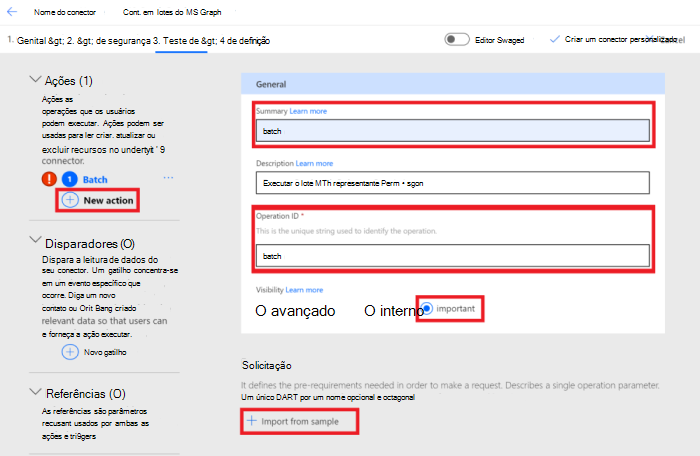 Nome do conector Cont. em lotes do MS Graph
1. Genital &gt; 2. &gt; de segurança 3. Teste de &gt; 4 de definição
Editor Swaged
Criar um conector personalizado
Cancel
Ações (1)
Ações as
operações que os usuários
podem executar. Ações podem ser
usadas para ler criar. atualizar ou
excluir recursos no undertyit ' 9
connector.
1 Batch ...
New action
Disparadores (O)
Dispara a leitura de dados do
seu conector. Um gatilho concentra-se
em um evento específico que
ocorre. Diga um novo
contato ou Orit Bang criado
relevant data so that users can
e forneça a ação executar.
Novo gatilho
Referências (O)
As referências são parâmetros
recusant usados por ambas as
ações e tri9gers
General
Summary Learn more
batch
Description Learn more
Executar o lote MTh representante Perm • sgon
Operation ID *
This is the unique string used to identify the operation.
batch
Visibility Learn more
O avançado O interno important
Solicitação
It defines the pre-requirements needed in order to make a request. Describes a single operation parameter.
Um único DART por um nome opcional e octagonal
Import from sample